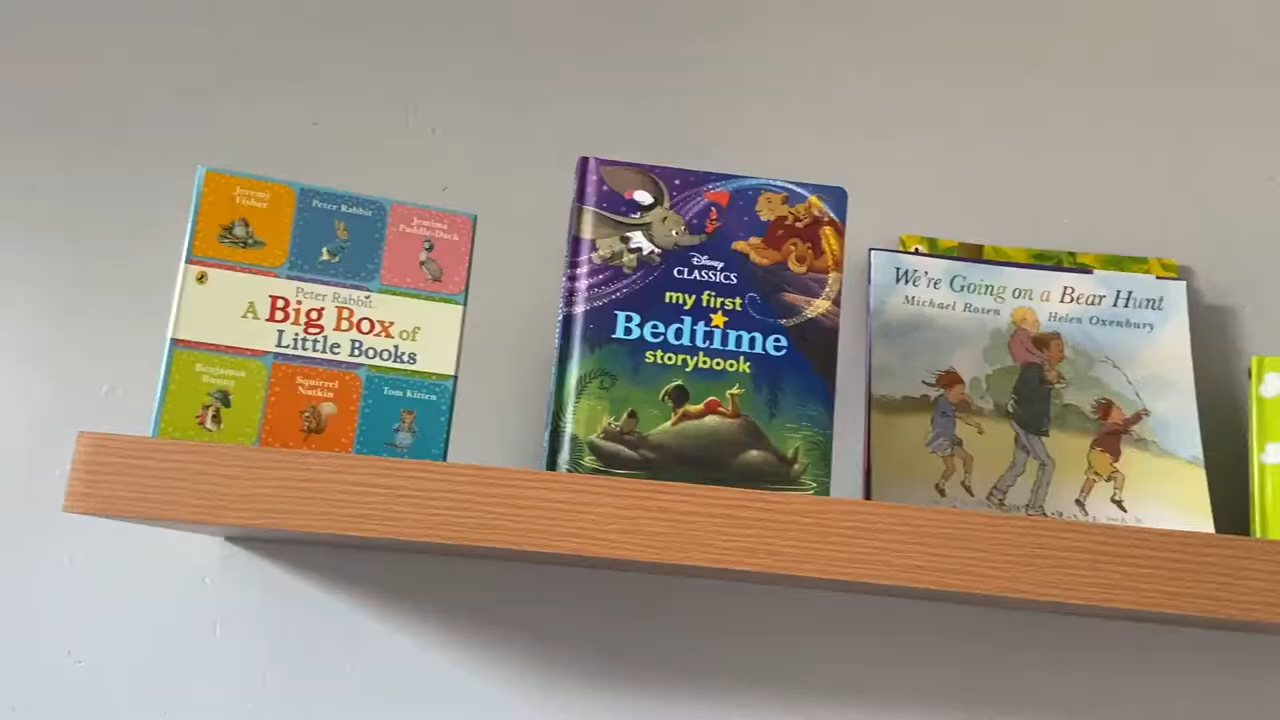 Jeremy
Fisher
Peter Rabbit
Jemima
Puddle-Duck
Peter Rabbit
A Big Box of
Little Books
Benjamin
Bunny
Squirrel
Nutkin
Tom Kitten
Disney
CLASSICS
my first
Bedtime
storybook
We're Going on a Bear Hunt
Michael Rosen Helen Oxenbury